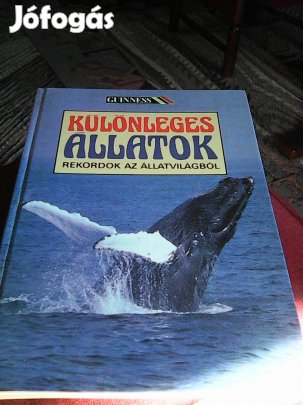 Jófogás
GUINNESS
KÜLÖNLEGES
ÁLLATOK
REKORDOK AZ ÁLLATVILÁGBÓL